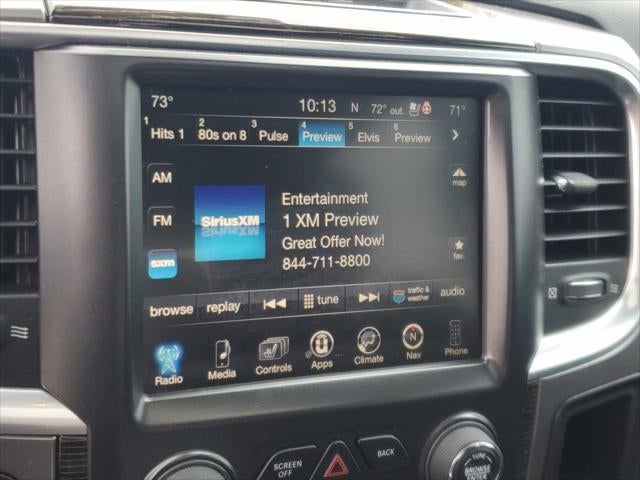 73° 10:13 N 72° out. 71°
1 Hits 1 2 80s on 8 3 Pulse 4 Preview 5 Elvis 6 Preview
AM
FM
sxm
SiriusXM
Entertainment
1 XM Preview
Great Offer Now!
844-711-8800
map
fav.
browse replay tune traffic & weather audio
Radio Media Controls Apps Climate N Nav Phone
SCREEN OFF
BACK
TUNE
BROWSE
ENTER